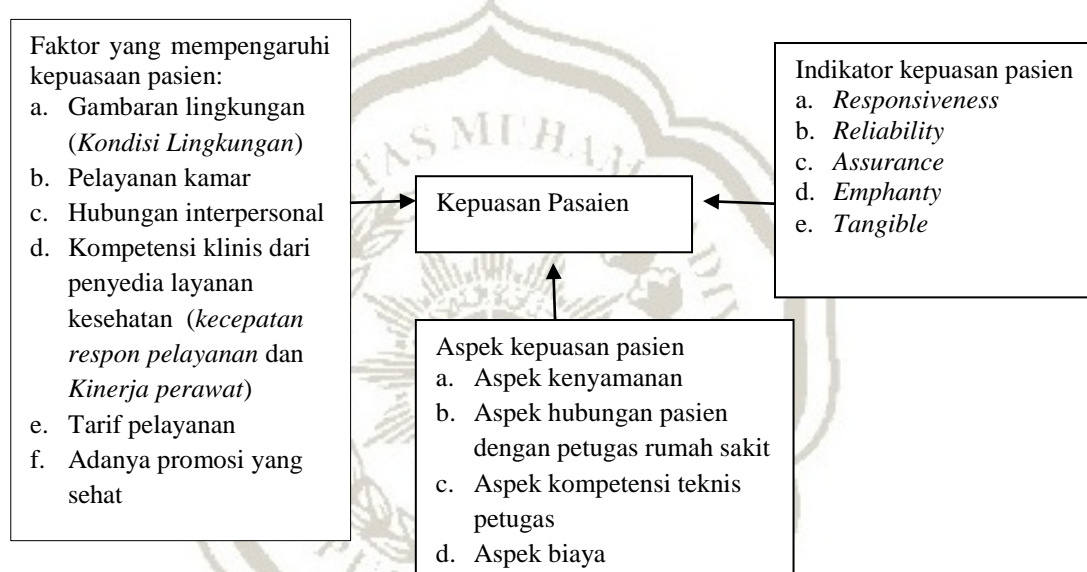 Faktor yang mempengaruhi
kepuasaan pasien:
a. Gambaran lingkungan
(Kondisi Lingkungan)
b. Pelayanan kamar
c. Hubungan interpersonal
d. Kompetensi klinis dari
penyedia layanan
kesehatan (kecepatan
respon pelayanan dan
Kinerja perawat)
e. Tarif pelayanan
f. Adanya promosi yang
sehat
Kepuasan Pasaien
Indikator kepuasan pasien
a. Responsiveness
b. Reliability
c. Assurance
d. Emphanty
e. Tangible
Aspek kepuasan pasien
a. Aspek kenyamanan
b. Aspek hubungan pasien
dengan petugas rumah sakit
c. Aspek kompetensi teknis
petugas
d. Aspek biaya